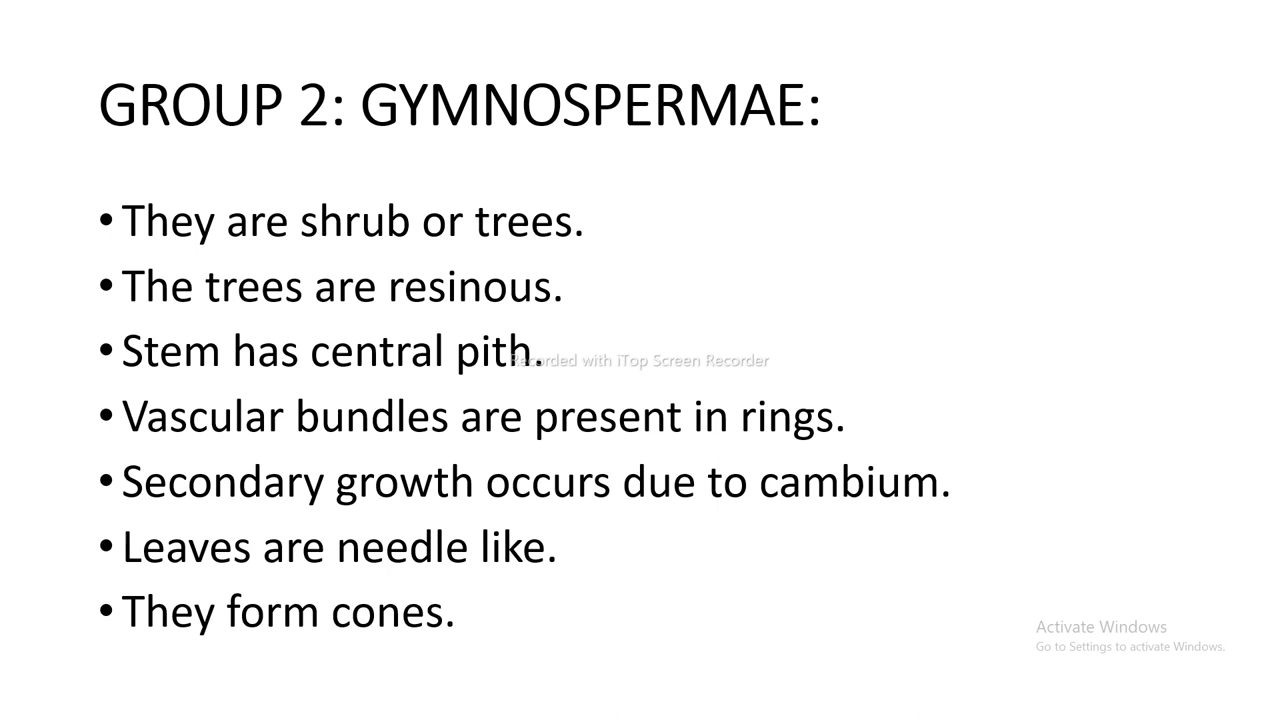 GROUP 2: GYMNOSPERMAE:
• They are shrub or trees.
• The trees are resinous.
• Stem has central pith.
Recorded with iTop Screen Recorder
• Vascular bundles are present in rings.
• Secondary growth occurs due to cambium.
• Leaves are needle like.
• They form cones.
Activate Windows
Go to Settings to activate Windows.